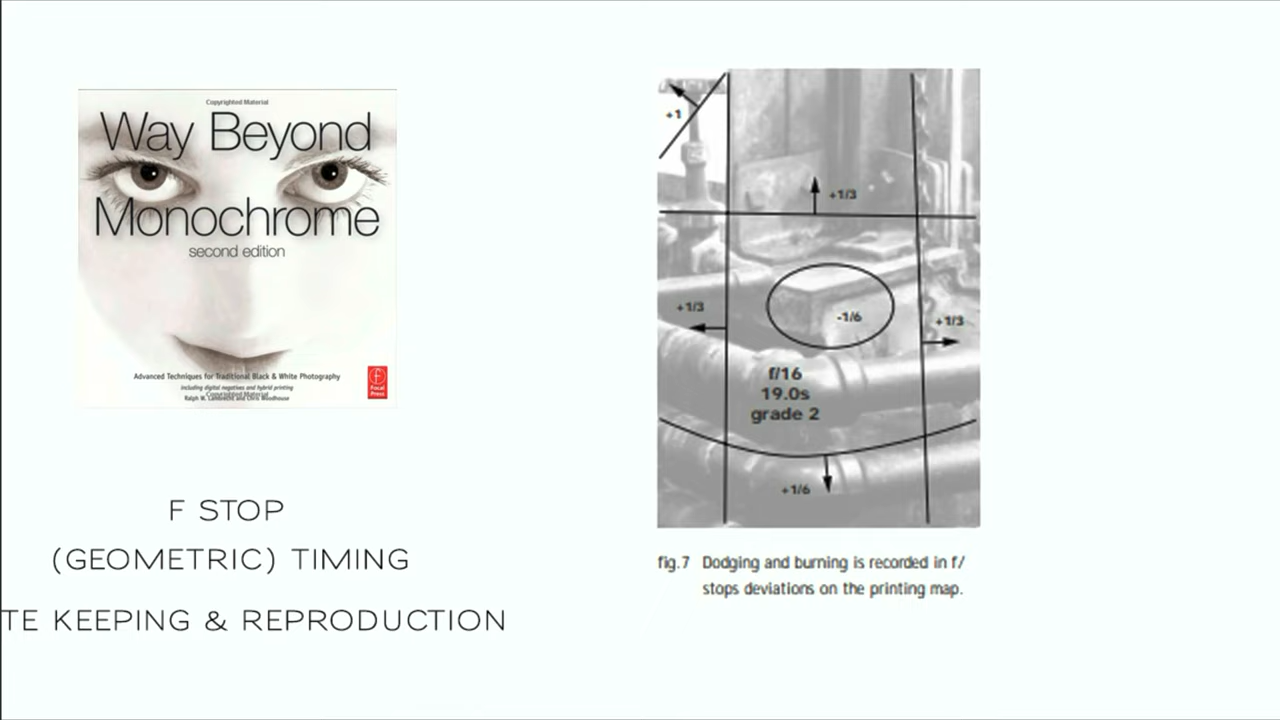 Copyrighted Material
Way Beyond
Monochrome
second edition
Advanced Techniques for Traditional Black & White Photography
including digital negatives and hybrid printing
Copyrighted Material
Ralph W. Lambrecht and Chris Woodhouse
Focal
Press
F STOP
(GEOMETRIC) TIMING
TE KEEPING & REPRODUCTION
+1
+1/3
+1/3
-1/6
+1/3
f/16
19.0s
grade 2
+1/6
fig.7 Dodging and burning is recorded in f/
stops deviations on the printing map.